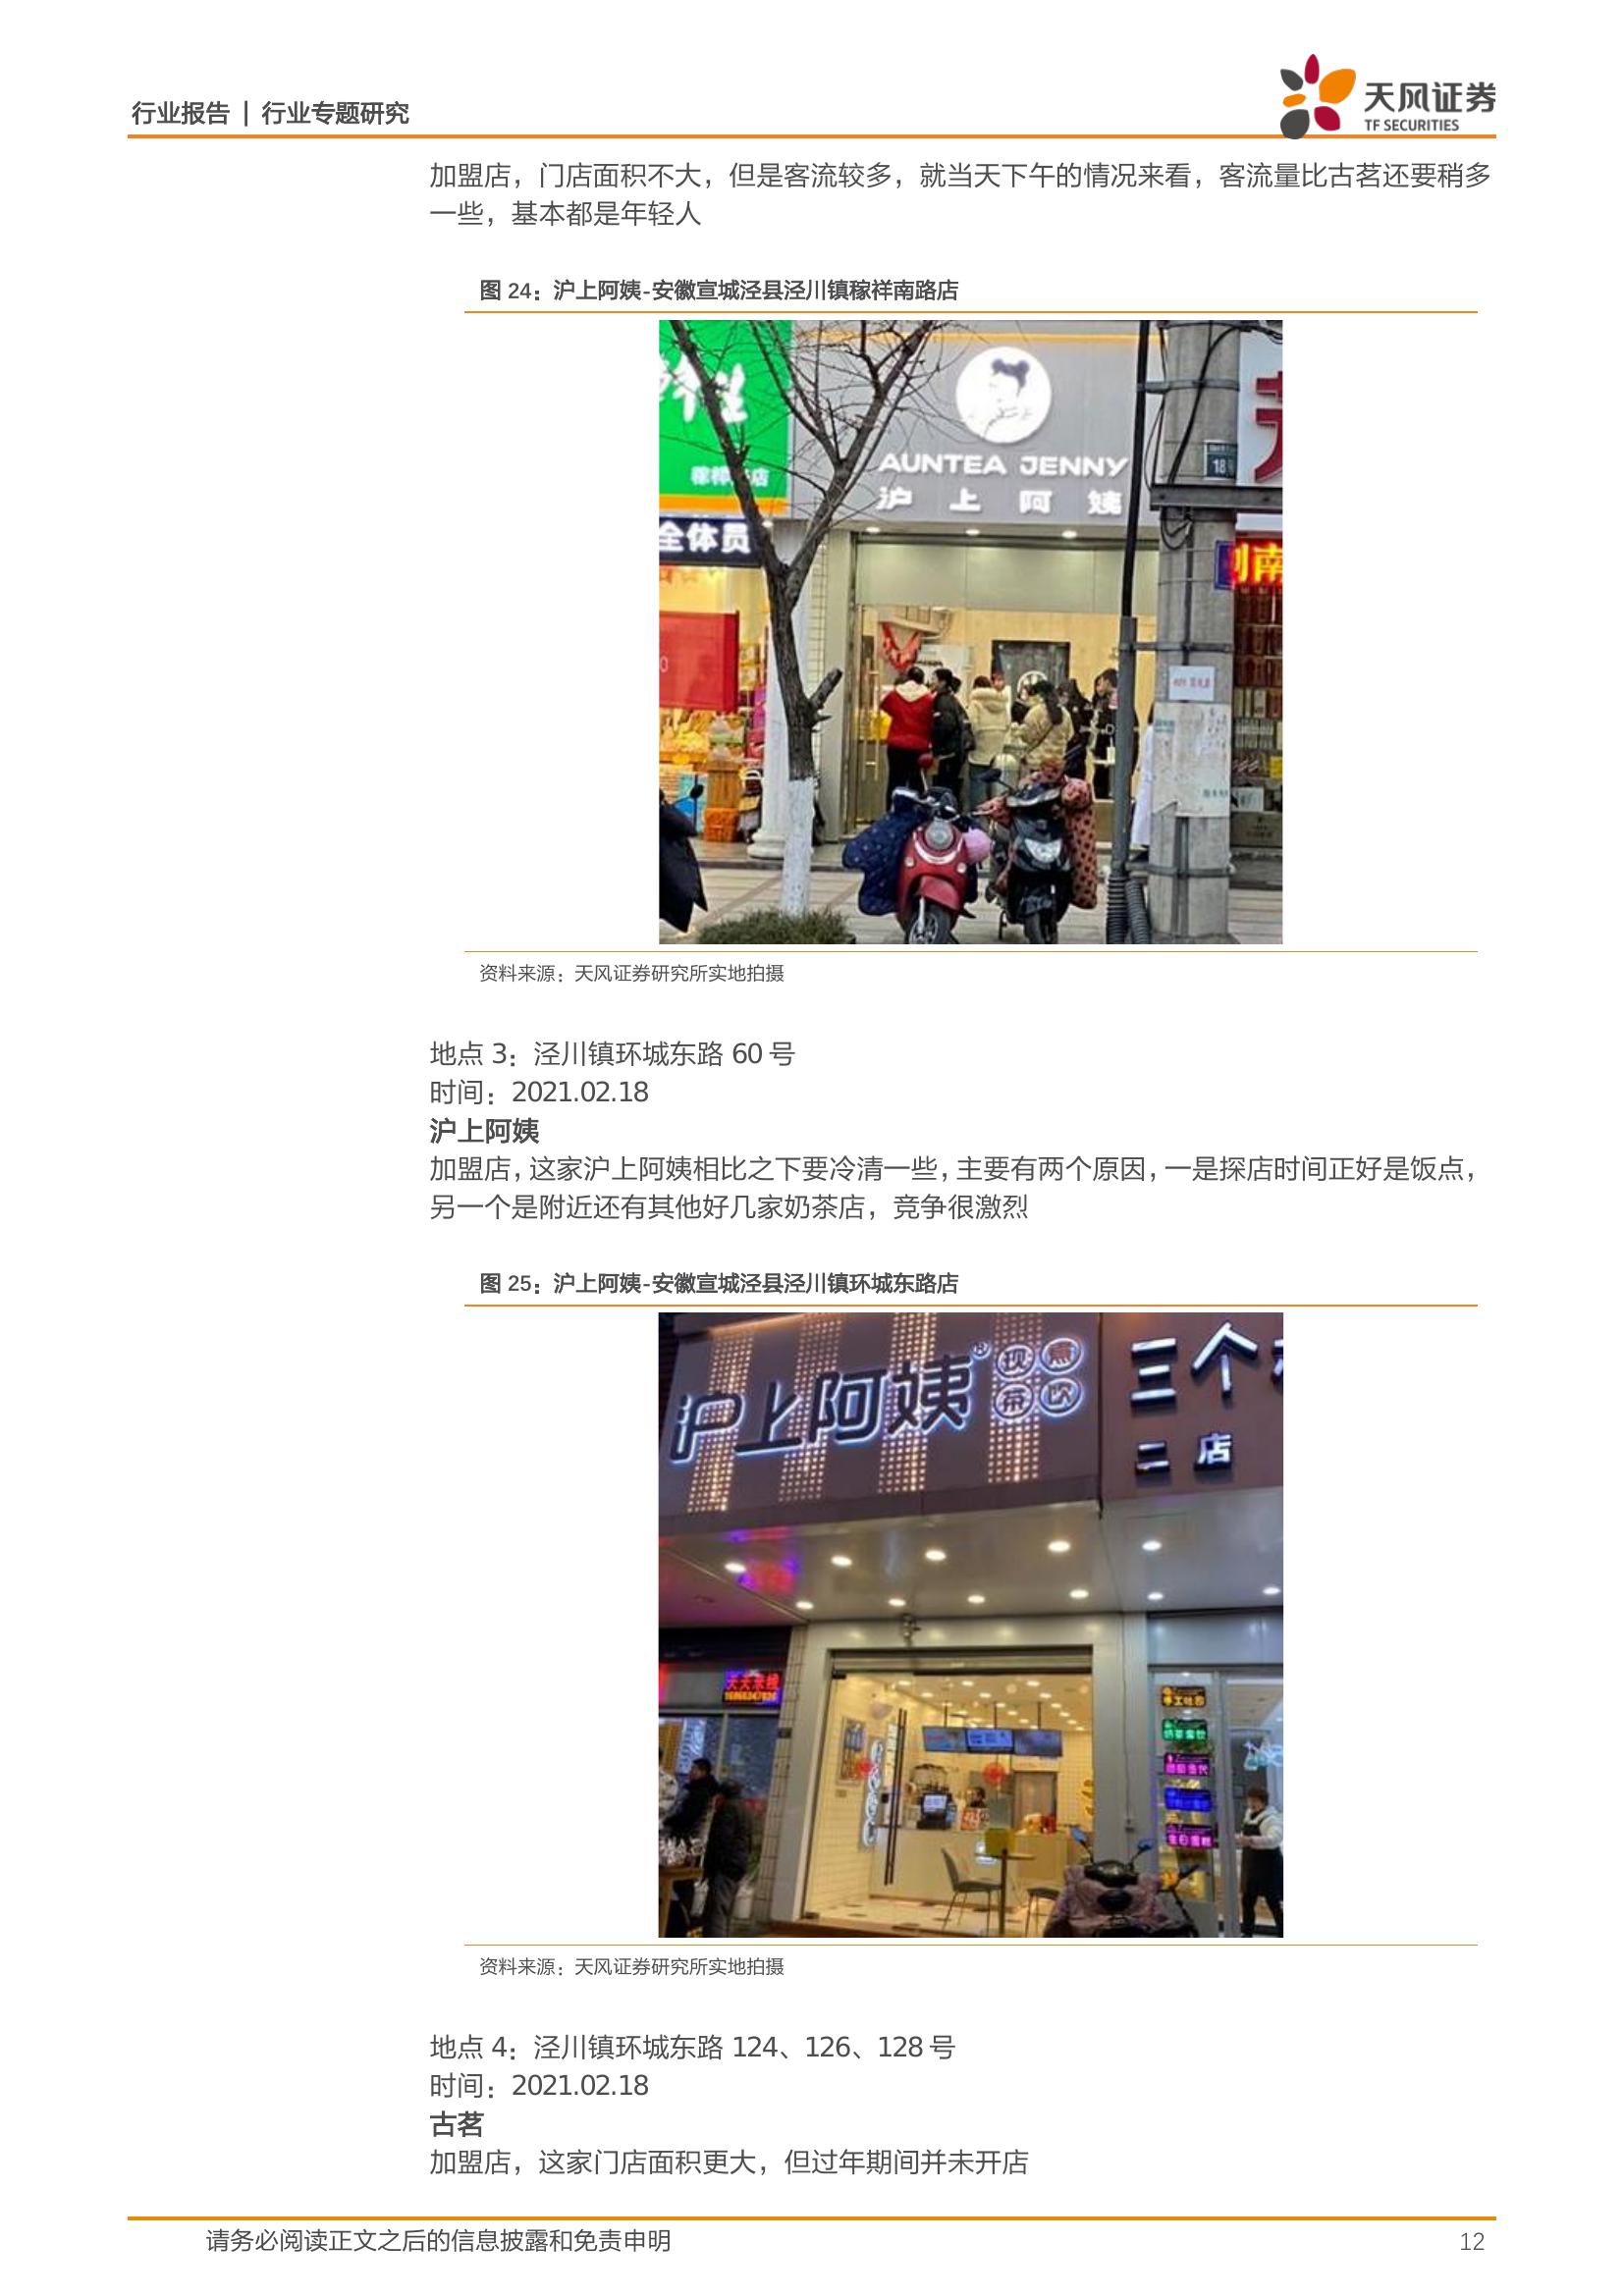 行业报告 | 行业专题研究
天风证券
TF SECURITIES
加盟店，门店面积不大，但是客流较多，就当天下午的情况来看，客流量比古茗还要稍多
一些，基本都是年轻人
图 24：沪上阿姨-安徽宣城泾县泾川镇稼祥南路店
AUNTEA JENNY
沪上阿姨
全体员
18
南
资料来源：天风证券研究所实地拍摄
地点 3：泾川镇环城东路 60 号
时间：2021.02.18
沪上阿姨
加盟店，这家沪上阿姨相比之下要冷清一些，主要有两个原因，一是探店时间正好是饭点，
另一个是附近还有其他好几家奶茶店，竞争很激烈
图 25：沪上阿姨-安徽宣城泾县泾川镇环城东路店
沪上阿姨®
现煮
茶饮
三个
二店
资料来源：天风证券研究所实地拍摄
地点 4：泾川镇环城东路 124、126、128 号
时间：2021.02.18
古茗
加盟店，这家门店面积更大，但过年期间并未开店
请务必阅读正文之后的信息披露和免责申明
12